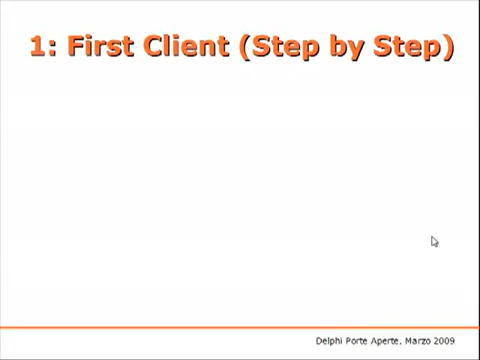 1: First Client (Step by Step)
Delphi Porte Aperte, Marzo 2009